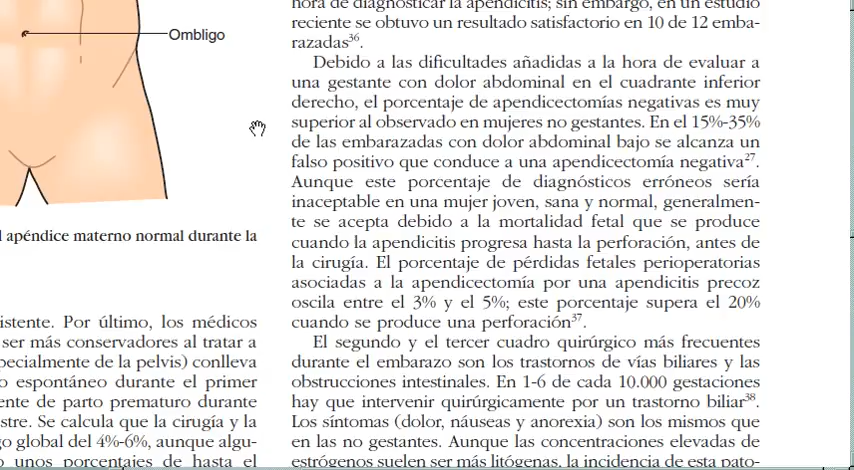 Ombligo
l apéndice materno normal durante la
istente. Por último, los médicos
ser más conservadores al tratar a
pecialmente de la pelvis) conlleva
o espontáneo durante el primer
ente de parto prematuro durante
stre. Se calcula que la cirugía y la
go global del 4%-6%, aunque algu-
o unos porcentajes de hasta el
hora de diagnosticar la apendicitis; sin embargo, en un estudio
reciente se obtuvo un resultado satisfactorio en 10 de 12 emba-
razadas36.
Debido a las dificultades añadidas a la hora de evaluar a
una gestante con dolor abdominal en el cuadrante inferior
derecho, el porcentaje de apendicectomías negativas es muy
superior al observado en mujeres no gestantes. En el 15%-35%
de las embarazadas con dolor abdominal bajo se alcanza un
falso positivo que conduce a una apendicectomía negativa27.
Aunque este porcentaje de diagnósticos erróneos sería
inaceptable en una mujer joven, sana y normal, generalmen-
te se acepta debido a la mortalidad fetal que se produce
cuando la apendicitis progresa hasta la perforación, antes de
la cirugía. El porcentaje de pérdidas fetales perioperatorias
asociadas a la apendicectomía por una apendicitis precoz
oscila entre el 3% y el 5%; este porcentaje supera el 20%
cuando se produce una perforación37.
El segundo y el tercer cuadro quirúrgico más frecuentes
durante el embarazo son los trastornos de vías biliares y las
obstrucciones intestinales. En 1-6 de cada 10.000 gestaciones
hay que intervenir quirúrgicamente por un trastorno biliar38.
Los síntomas (dolor, náuseas y anorexia) son los mismos que
en las no gestantes. Aunque las concentraciones elevadas de
estrógenos suelen ser más litógenas, la incidencia de esta pato-